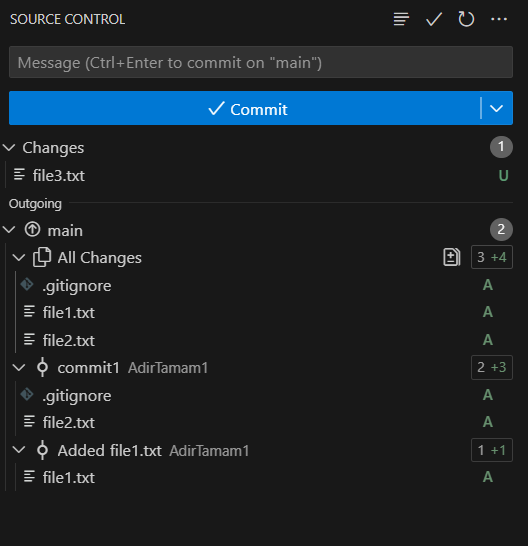 SOURCE CONTROL
Message (Ctrl+Enter to commit on "main")
Commit
Changes 1
file3.txt U
Outgoing
main 2
All Changes 3 +4
.gitignore A
file1.txt A
file2.txt A
commit1 AdirTamam1 2 +3
.gitignore A
file2.txt A
Added file1.txt AdirTamam1 1 +1
file1.txt A